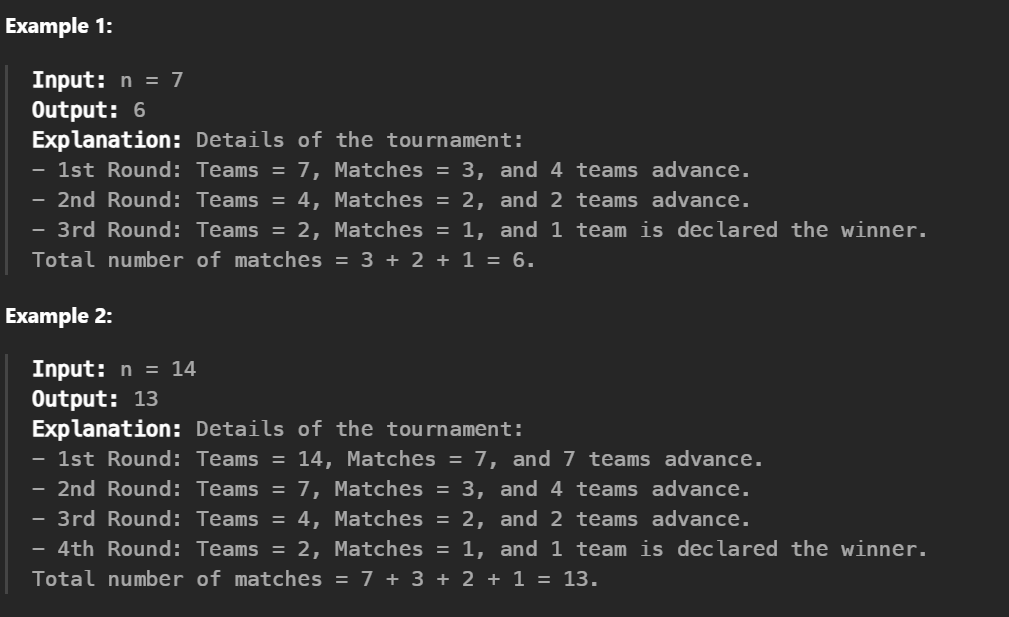 Example 1:
Input: n = 7
Output: 6
Explanation: Details of the tournament:
- 1st Round: Teams = 7, Matches = 3, and 4 teams advance.
- 2nd Round: Teams = 4, Matches = 2, and 2 teams advance.
- 3rd Round: Teams = 2, Matches = 1, and 1 team is declared the winner.
Total number of matches = 3 + 2 + 1 = 6.
Example 2:
Input: n = 14
Output: 13
Explanation: Details of the tournament:
- 1st Round: Teams = 14, Matches = 7, and 7 teams advance.
- 2nd Round: Teams = 7, Matches = 3, and 4 teams advance.
- 3rd Round: Teams = 4, Matches = 2, and 2 teams advance.
- 4th Round: Teams = 2, Matches = 1, and 1 team is declared the winner.
Total number of matches = 7 + 3 + 2 + 1 = 13.